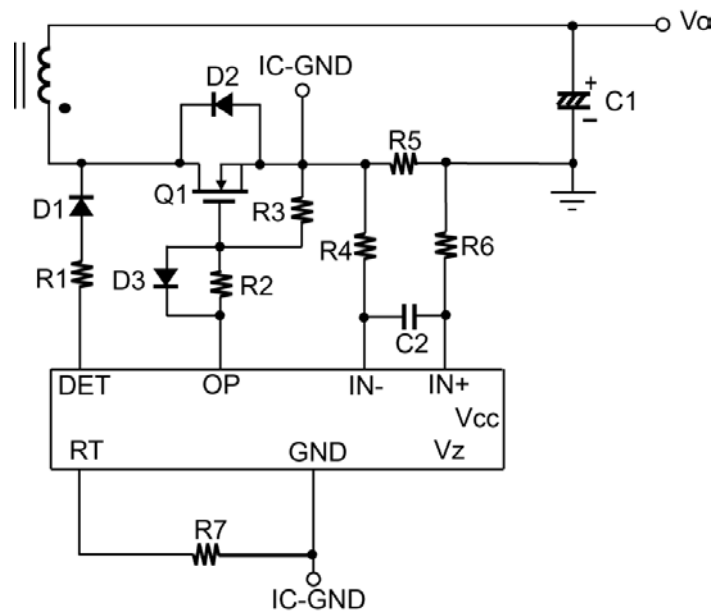 Vα
IC-GND
D2
C1
+
−
R5
D1
Q1
R3
R4
R6
R1
D3
R2
C2
DET
OP
IN-
IN+
Vcc
RT
GND
Vz
R7
IC-GND